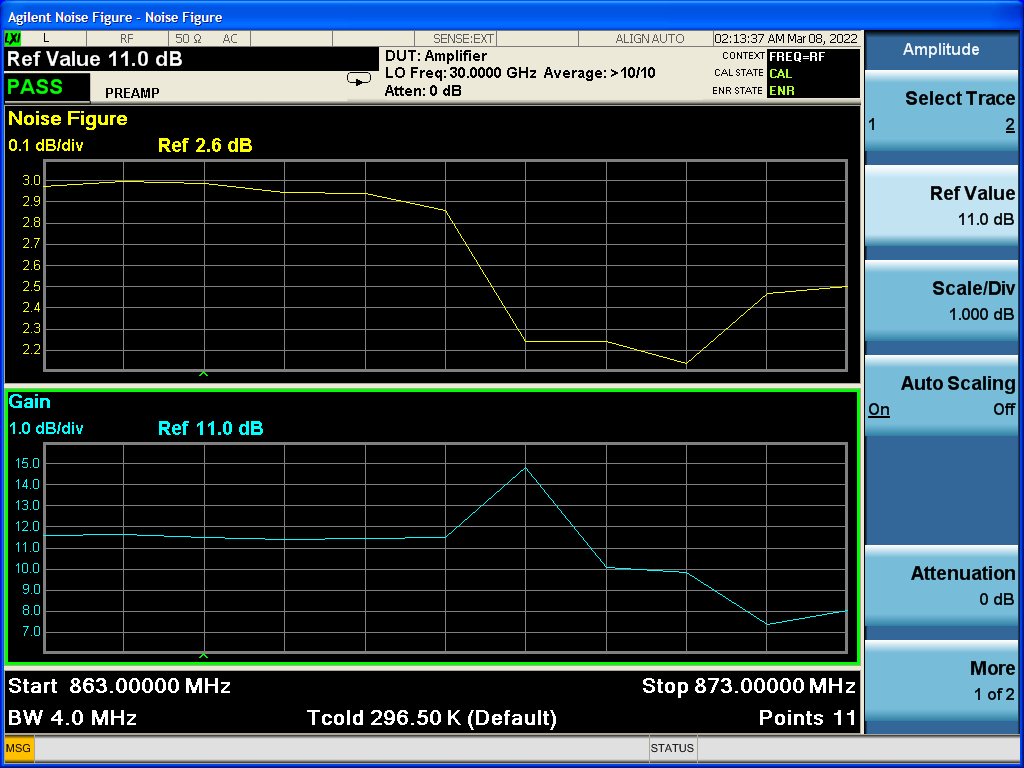 Agilent Noise Figure - Noise Figure
LXI L RF 50 Ω AC SENSE:EXT ALIGN AUTO 02:13:37 AM Mar 08, 2022
Ref Value 11.0 dB
DUT: Amplifier
LO Freq: 30.0000 GHz Average: >10/10
Atten: 0 dB
CONTEXT FREQ=RF
CAL STATE CAL
ENR STATE ENR
PASS
PREAMP
Noise Figure
0.1 dB/div Ref 2.6 dB
3.0
2.9
2.8
2.7
2.6
2.5
2.4
2.3
2.2
Gain
1.0 dB/div Ref 11.0 dB
15.0
14.0
13.0
12.0
11.0
10.0
9.0
8.0
7.0
Start 863.00000 MHz Stop 873.00000 MHz
BW 4.0 MHz Tcold 296.50 K (Default) Points 11
MSG STATUS
Amplitude
Select Trace
1 2
Ref Value
11.0 dB
Scale/Div
1.000 dB
Auto Scaling
On Off
Attenuation
0 dB
More
1 of 2